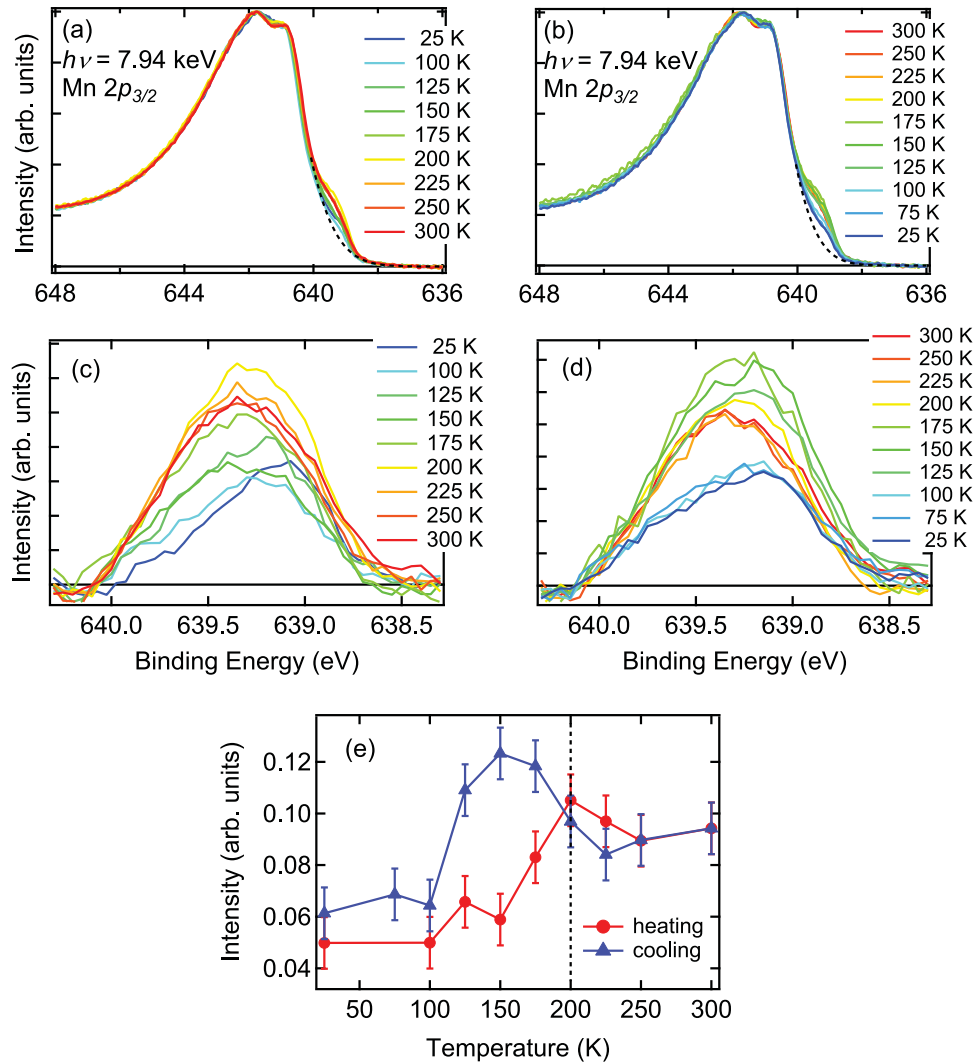 (a)
hν = 7.94 keV
Mn 2p3/2
25 K
100 K
125 K
150 K
175 K
200 K
225 K
250 K
300 K
Intensity (arb. units)
648 644 640 636
(b)
hν = 7.94 keV
Mn 2p3/2
300 K
250 K
225 K
200 K
175 K
150 K
125 K
100 K
75 K
25 K
648 644 640 636
(c)
25 K
100 K
125 K
150 K
175 K
200 K
225 K
250 K
300 K
Intensity (arb. units)
640.0 639.5 639.0 638.5
Binding Energy (eV)
(d)
300 K
250 K
225 K
200 K
175 K
150 K
125 K
100 K
75 K
25 K
640.0 639.5 639.0 638.5
Binding Energy (eV)
(e)
Intensity (arb. units)
0.12
0.10
0.08
0.06
0.04
heating
cooling
50 100 150 200 250 300
Temperature (K)